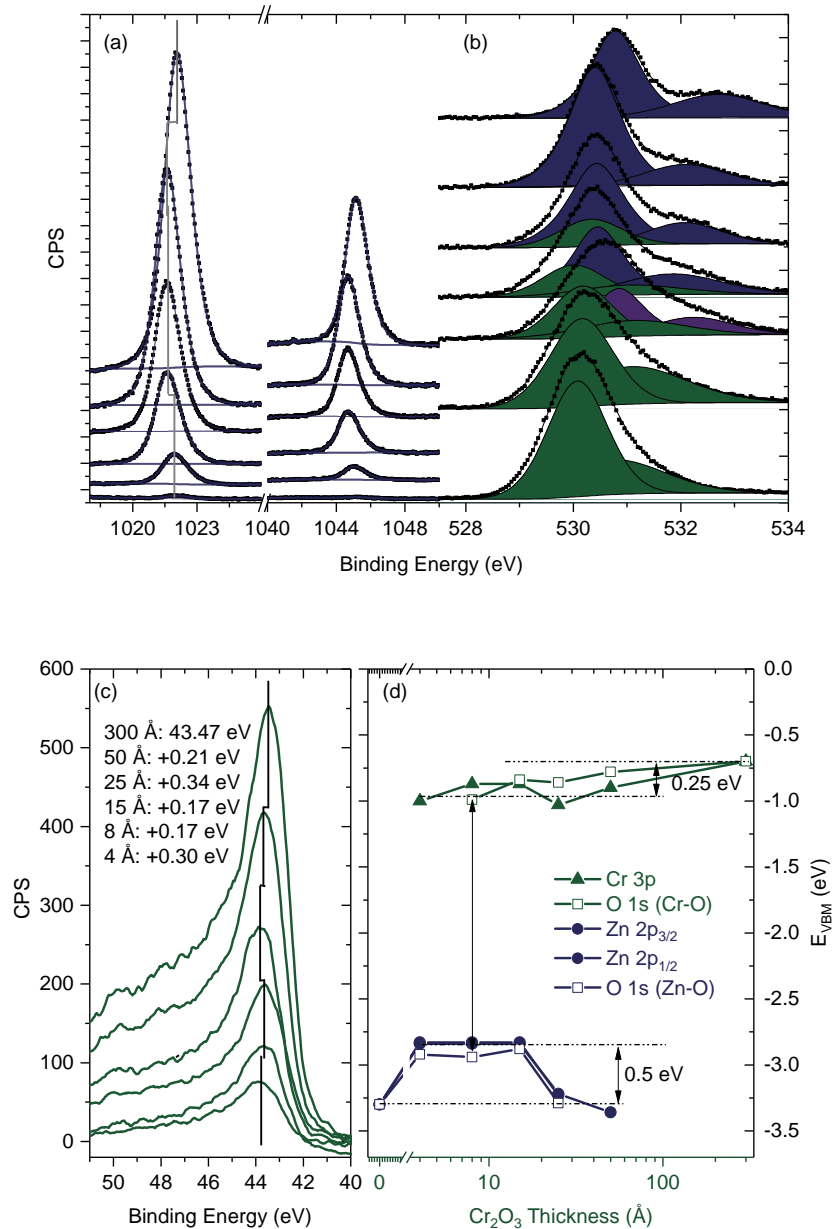 (a)
(b)
CPS
1020
1023
1040
1044
1048
528
530
532
534
Binding Energy (eV)
600
500
400
300
200
100
0
(c)
300 Å: 43.47 eV
50 Å: +0.21 eV
25 Å: +0.34 eV
15 Å: +0.17 eV
8 Å: +0.17 eV
4 Å: +0.30 eV
CPS
50
48
46
44
42
40
Binding Energy (eV)
(d)
0.25 eV
Cr 3p
O 1s (Cr-O)
Zn 2p3/2
Zn 2p1/2
O 1s (Zn-O)
0.5 eV
0.0
-0.5
-1.0
-1.5
-2.0
-2.5
-3.0
-3.5
EVBM (eV)
0
10
100
Cr2O3 Thickness (Å)